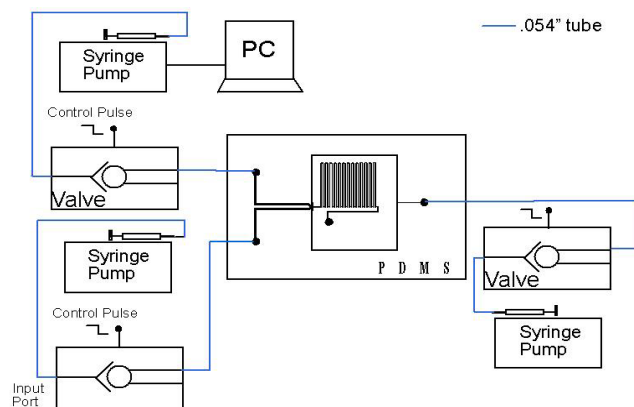 .054” tube
Syringe
Pump
PC
Control Pulse
Valve
Syringe
Pump
Control Pulse
Input
Port
P D M S
Valve
Syringe
Pump